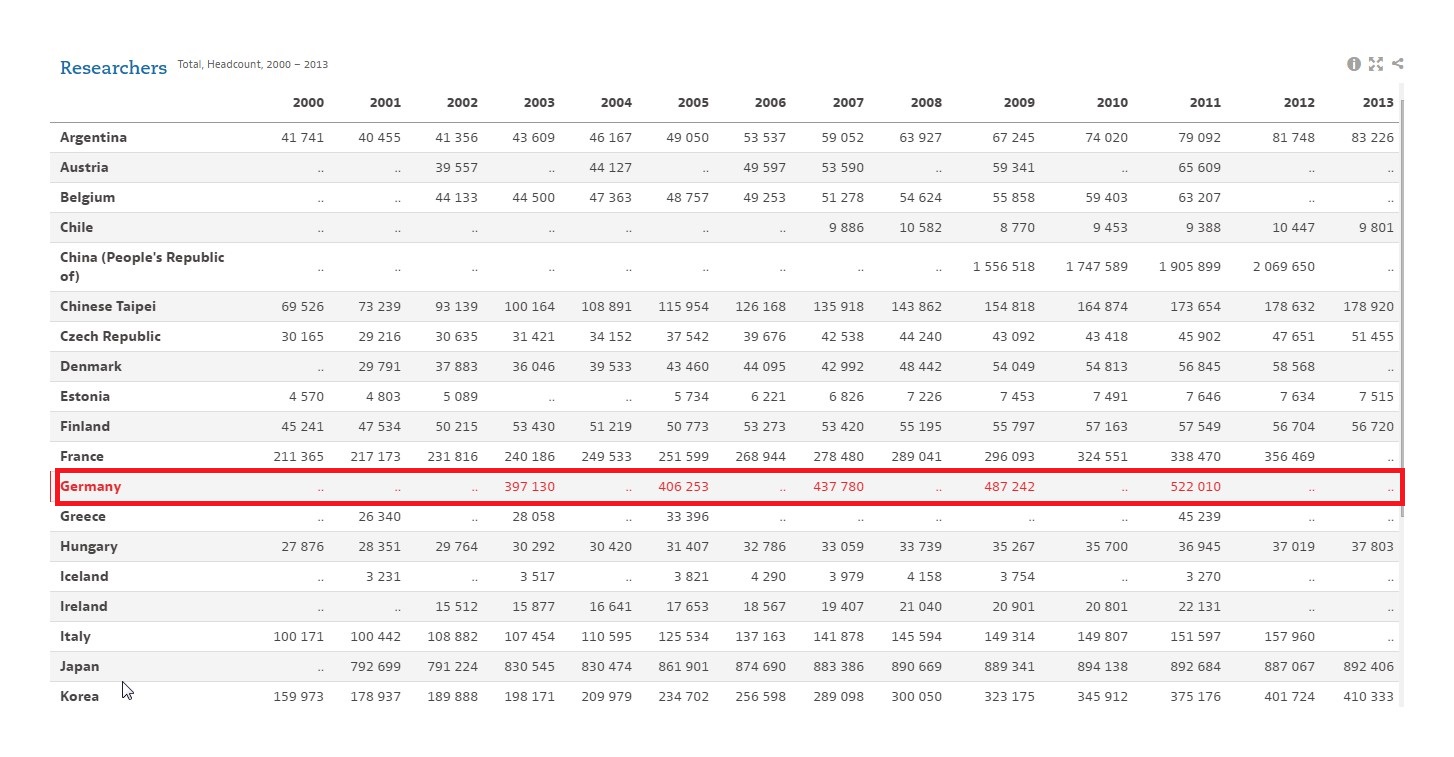 Researchers Total, Headcount, 2000 – 2013
2000 2001 2002 2003 2004 2005 2006 2007 2008 2009 2010 2011 2012 2013
Argentina 41 741 40 455 41 356 43 609 46 167 49 050 53 537 59 052 63 927 67 245 74 020 79 092 81 748 83 226
Austria .. .. 39 557 .. 44 127 .. 49 597 53 590 .. 59 341 .. 65 609 .. ..
Belgium .. .. 44 133 44 500 47 363 48 757 49 253 51 278 54 624 55 858 59 403 63 207 .. ..
Chile .. .. .. .. .. .. .. 9 886 10 582 8 770 9 453 9 388 10 447 9 801
China (People's Republic
of) .. .. .. .. .. .. .. .. .. 1 556 518 1 747 589 1 905 899 2 069 650 ..
Chinese Taipei 69 526 73 239 93 139 100 164 108 891 115 954 126 168 135 918 143 862 154 818 164 874 173 654 178 632 178 920
Czech Republic 30 165 29 216 30 635 31 421 34 152 37 542 39 676 42 538 44 240 43 092 43 418 45 902 47 651 51 455
Denmark .. 29 791 37 883 36 046 39 533 43 460 44 095 42 992 48 442 54 049 54 813 56 845 58 568 ..
Estonia 4 570 4 803 5 089 .. .. 5 734 6 221 6 826 7 226 7 453 7 491 7 646 7 634 7 515
Finland 45 241 47 534 50 215 53 430 51 219 50 773 53 273 53 420 55 195 55 797 57 163 57 549 56 704 56 720
France 211 365 217 173 231 816 240 186 249 533 251 599 268 944 278 480 289 041 296 093 324 551 338 470 356 469 ..
Germany .. .. .. 397 130 .. 406 253 .. 437 780 .. 487 242 .. 522 010 .. ..
Greece .. 26 340 .. 28 058 .. 33 396 .. .. .. .. .. 45 239 .. ..
Hungary 27 876 28 351 29 764 30 292 30 420 31 407 32 786 33 059 33 739 35 267 35 700 36 945 37 019 37 803
Iceland .. 3 231 .. 3 517 .. 3 821 4 290 3 979 4 158 3 754 .. 3 270 .. ..
Ireland .. .. 15 512 15 877 16 641 17 653 18 567 19 407 21 040 20 901 20 801 22 131 .. ..
Italy 100 171 100 442 108 882 107 454 110 595 125 534 137 163 141 878 145 594 149 314 149 807 151 597 157 960 ..
Japan .. 792 699 791 224 830 545 830 474 861 901 874 690 883 386 890 669 889 341 894 138 892 684 887 067 892 406
Korea 159 973 178 937 189 888 198 171 209 979 234 702 256 598 289 098 300 050 323 175 345 912 375 176 401 724 410 333